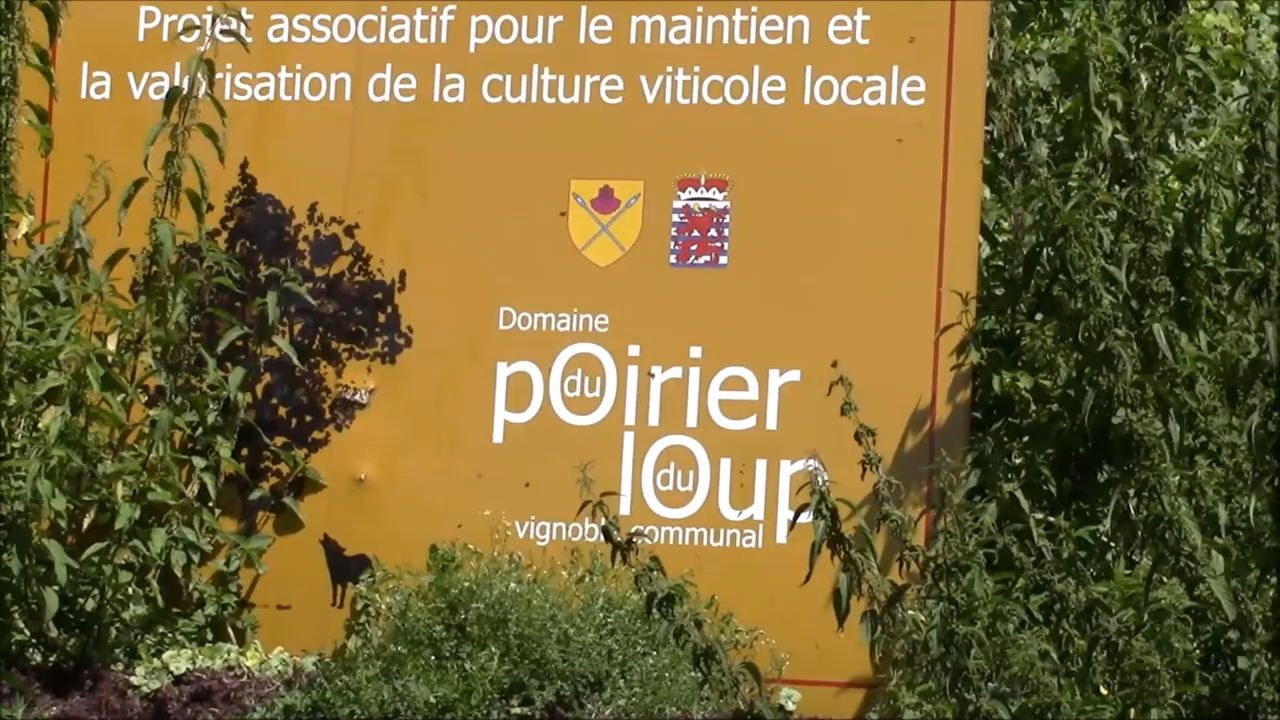 Projet associatif pour le maintien et
la valorisation de la culture viticole locale
Domaine
du Poirier
du loup
vignoble communal